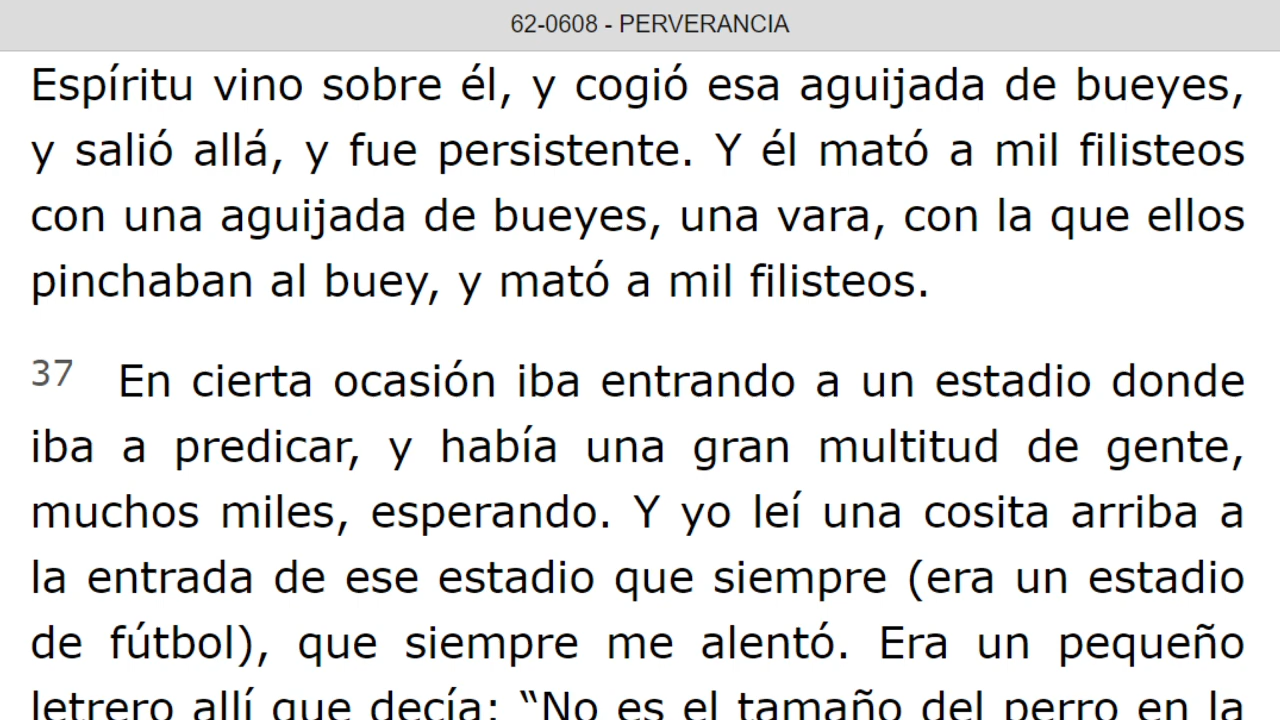 62-0608 - PERVERANCIA
Espíritu vino sobre él, y cogió esa aguijada de bueyes,
y salió allá, y fue persistente. Y él mató a mil filisteos
con una aguijada de bueyes, una vara, con la que ellos
pinchaban al buey, y mató a mil filisteos.
37 En cierta ocasión iba entrando a un estadio donde
iba a predicar, y había una gran multitud de gente,
muchos miles, esperando. Y yo leí una cosita arriba a
la entrada de ese estadio que siempre (era un estadio
de fútbol), que siempre me alentó. Era un pequeño
letrero allí que decía: “No es el tamaño del perro en la